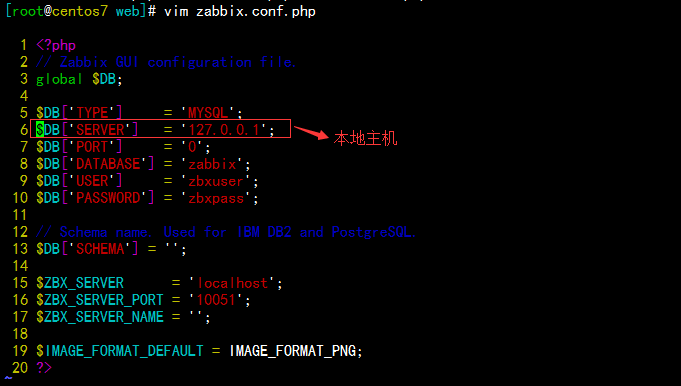 [root@centos7 web]# vim zabbix.conf.php
1 <?php
2 // Zabbix GUI configuration file.
3 global $DB;
4
5 $DB['TYPE']     = 'MYSQL';
6 $DB['SERVER']   = '127.0.0.1';
本地主机
7 $DB['PORT']     = '0';
8 $DB['DATABASE'] = 'zabbix';
9 $DB['USER']     = 'zbxuser';
10 $DB['PASSWORD'] = 'zbxpass';
11
12 // Schema name. Used for IBM DB2 and PostgreSQL.
13 $DB['SCHEMA'] = '';
14
15 $ZBX_SERVER      = 'localhost';
16 $ZBX_SERVER_PORT = '10051';
17 $ZBX_SERVER_NAME = '';
18
19 $IMAGE_FORMAT_DEFAULT = IMAGE_FORMAT_PNG;
20 ?>
~